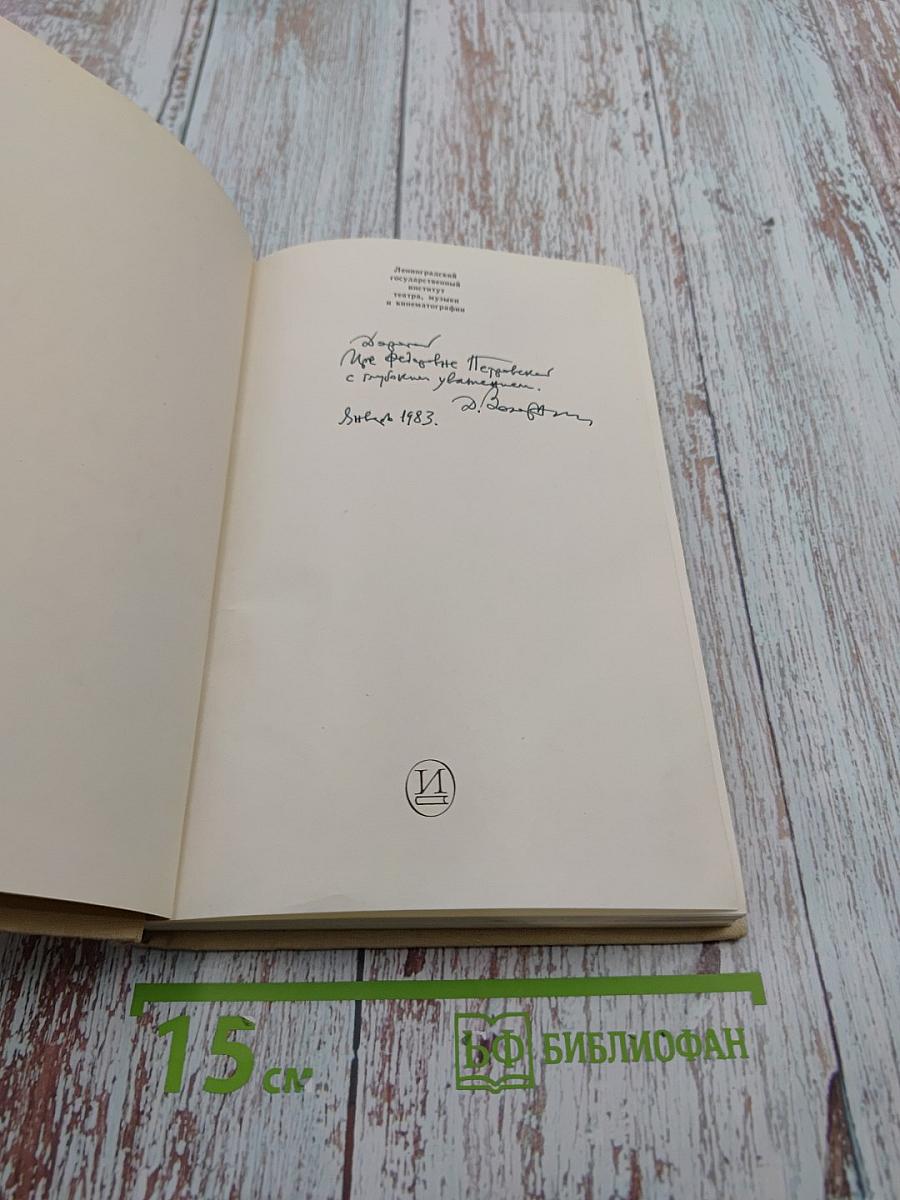 Ленинградский
государственный
институт
театра, музыки
и кинематографии
Дорогой
Ире Федоровне Петровской
с глубоким уважением.
Январь 1983.
И
15 см
БФ БИБЛИОФАН